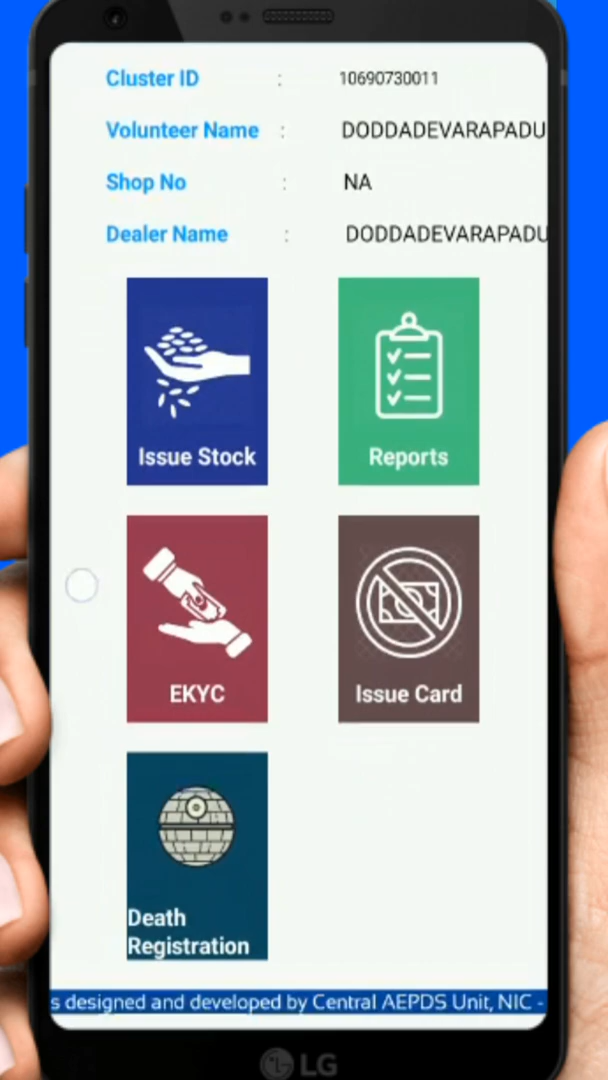 Cluster ID : 10690730011
Volunteer Name : DODDADEVARAPADU
Shop No : NA
Dealer Name : DODDADEVARAPADU
Issue Stock
Reports
EKYC
Issue Card
Death
Registration
s designed and developed by Central AEPDS Unit, NIC -
LG